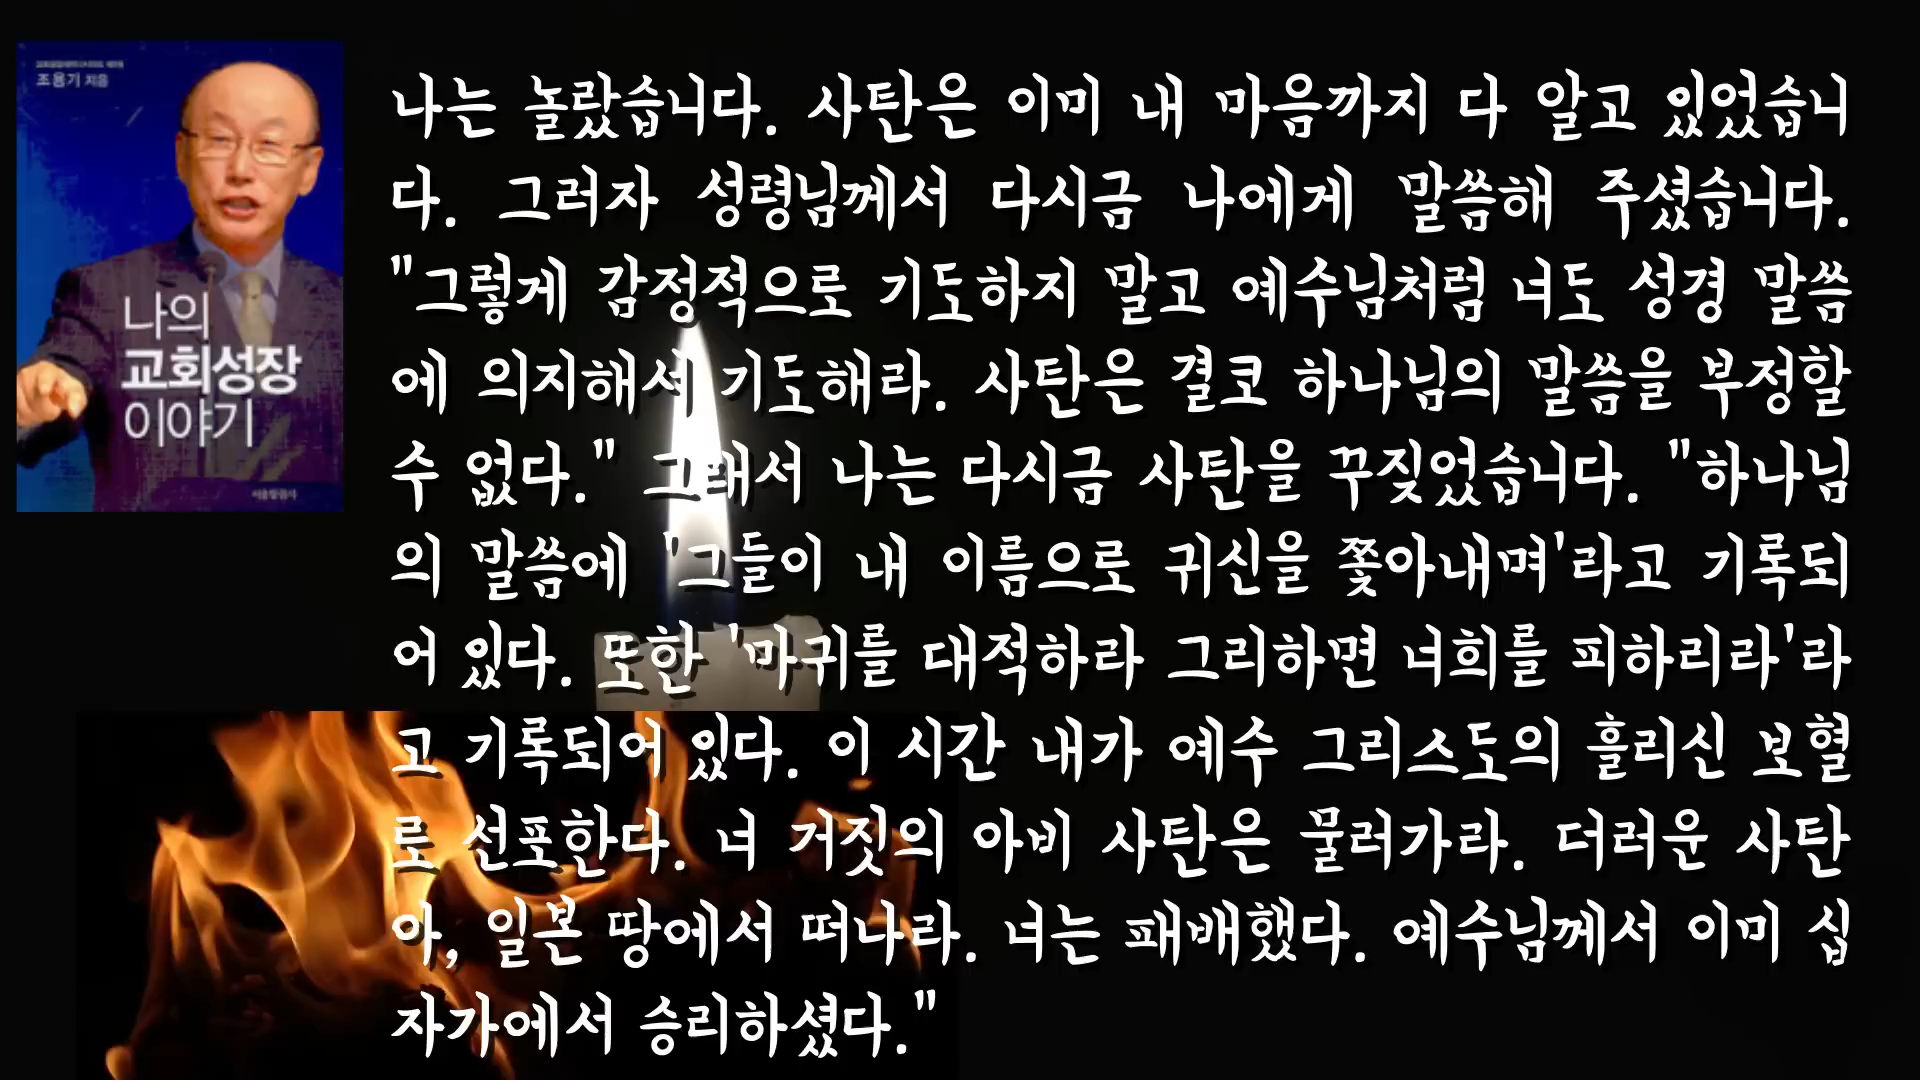 조용기 지음
나의
교회성장
이야기
서울말씀사
나는 놀랐습니다. 사탄은 이미 내 마음까지 다 알고 있었습니
다. 그러자 성령님께서 다시금 나에게 말씀해 주셨습니다.
"그렇게 감정적으로 기도하지 말고 예수님처럼 너도 성경 말씀
에 의지해서 기도해라. 사탄은 결코 하나님의 말씀을 부정할
수 없다." 그래서 나는 다시금 사탄을 꾸짖었습니다. "하나님
의 말씀에 '그들이 내 이름으로 귀신을 쫓아내며'라고 기록되
어 있다. 또한 '마귀를 대적하라 그리하면 너희를 피하리라'라
고 기록되어 있다. 이 시간 내가 예수 그리스도의 흘리신 보혈
로 선포한다. 너 거짓의 아비 사탄은 물러가라. 더러운 사탄
아, 일본 땅에서 떠나라. 너는 패배했다. 예수님께서 이미 십
자가에서 승리하셨다."